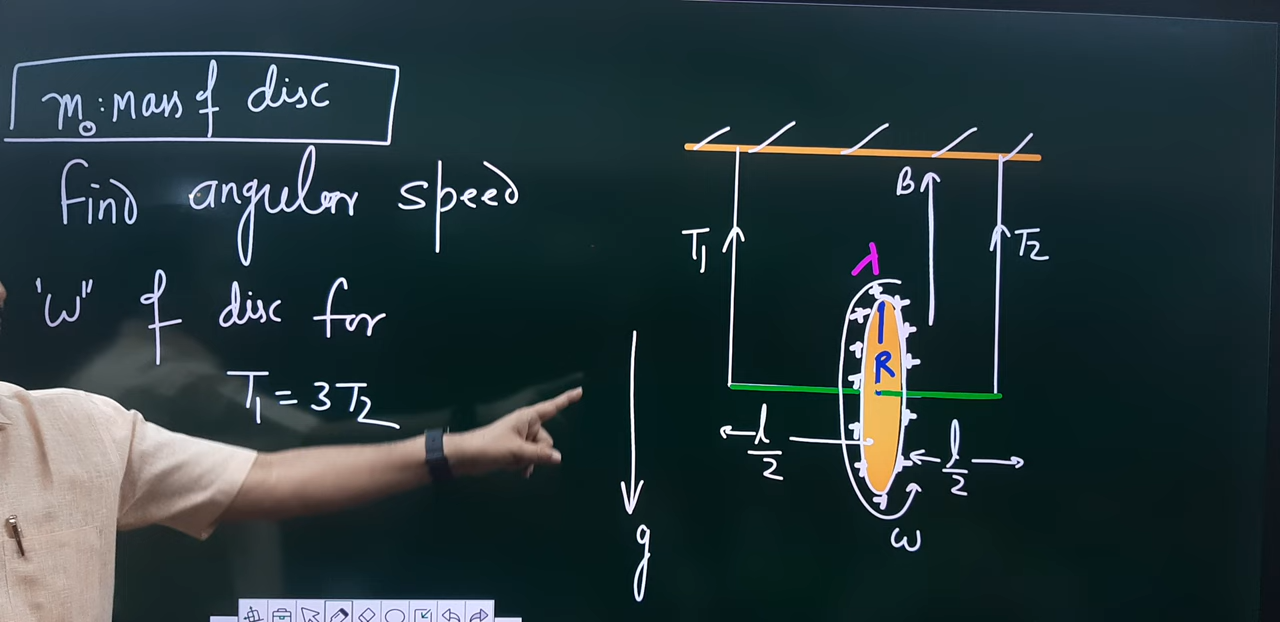 m₀: Mass of disc
Find angular speed
'ω" of disc for
T₁ = 3T₂
g
T₁
B
T₂
λ
R
l/2
l/2
ω